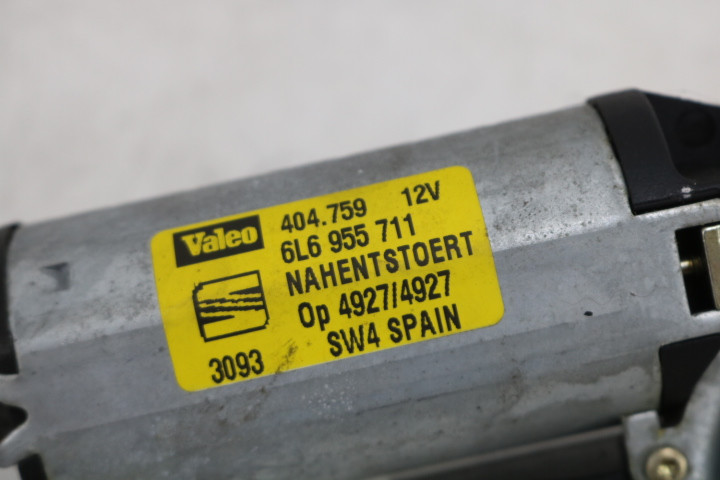 Valeo 404.759 12V
6L6 955 711
NAHENTSTOERT
Op 4927/4927
3093 SW4 SPAIN